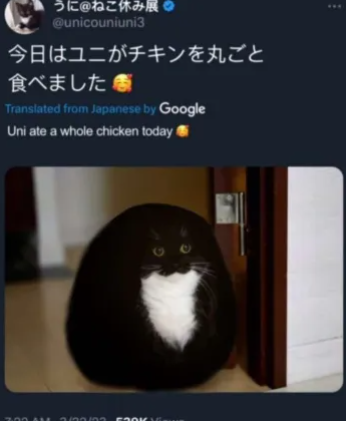 うに@ねこ休み展
@unicouniuni3
今日はユニがチキンを丸ごと
食べました 🥰
Translated from Japanese by Google
Uni ate a whole chicken today 🥰